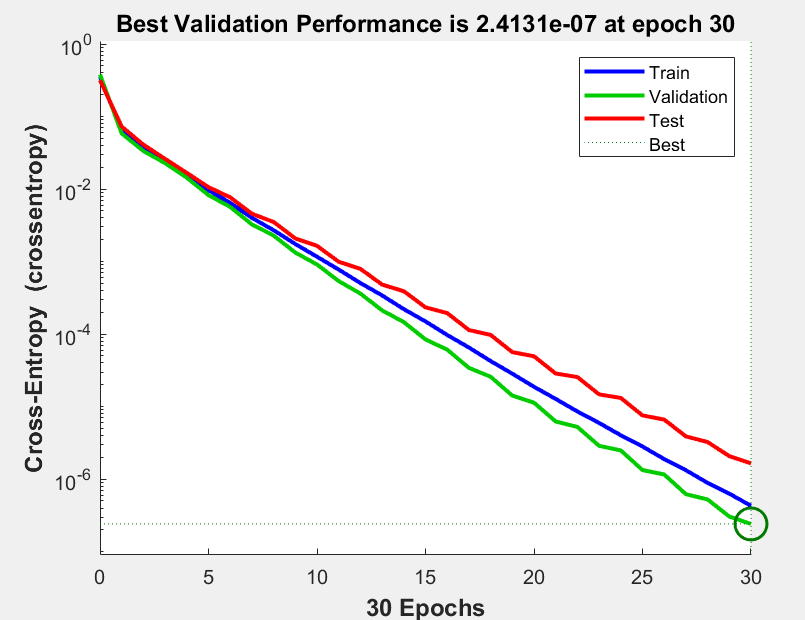 Best Validation Performance is 2.4131e-07 at epoch 30
Cross-Entropy (crossentropy)
10^0
10^-2
10^-4
10^-6
Train
Validation
Test
Best
0 5 10 15 20 25 30
30 Epochs